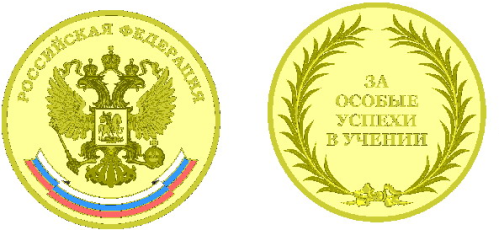 РОССИЙСКАЯ ФЕДЕРАЦИЯ
ЗА
ОСОБЫЕ
УСПЕХИ
В УЧЕНИИ